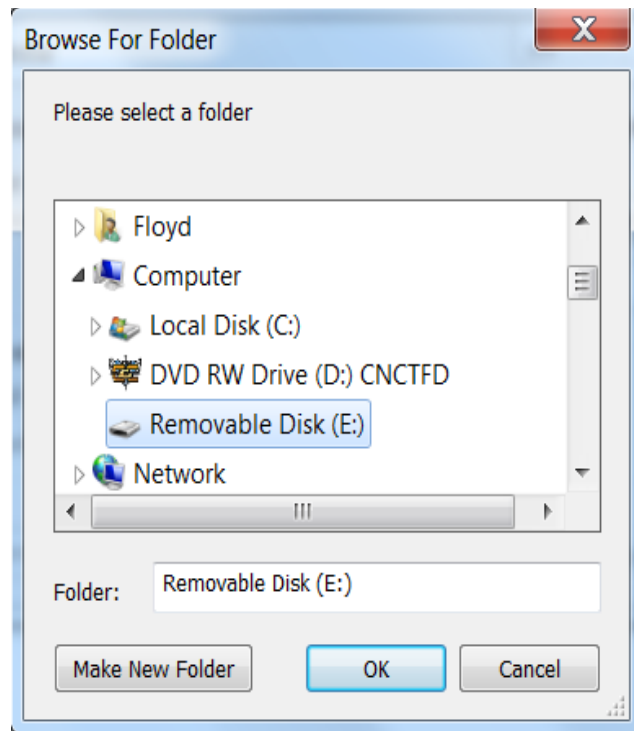 Browse For Folder
X
Please select a folder
Floyd
Computer
Local Disk (C:)
DVD RW Drive (D:) CNCTFD
Removable Disk (E:)
Network
Folder: Removable Disk (E:)
Make New Folder OK Cancel